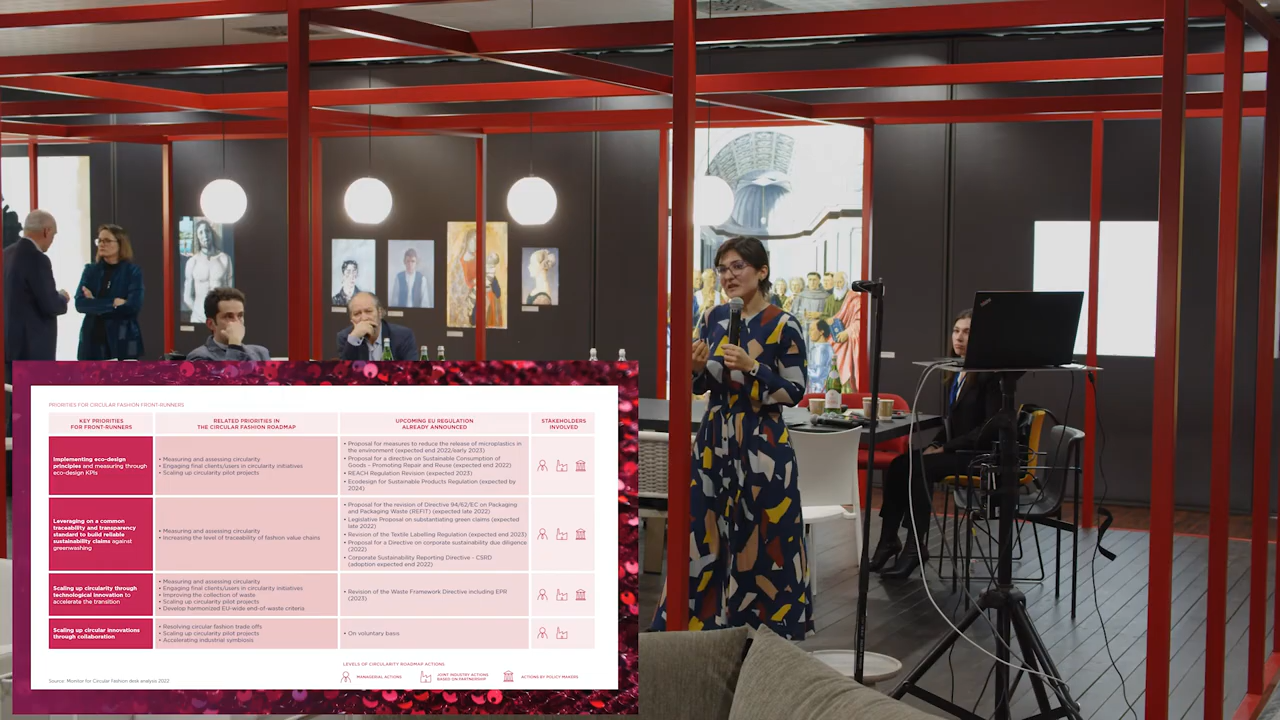 PRIORITIES FOR CIRCULAR FASHION FRONT-RUNNERS
KEY PRIORITIES
FOR FRONT-RUNNERS
RELATED PRIORITIES IN
THE CIRCULAR FASHION ROADMAP
UPCOMING EU REGULATION
ALREADY ANNOUNCED
STAKEHOLDERS
INVOLVED
Implementing eco-design
principles and measuring through
eco-design KPIs
• Measuring and assessing circularity
• Engaging final clients/users in circularity initiatives
• Scaling up circularity pilot projects
• Proposal for measures to reduce the release of microplastics in
the environment (expected end 2022/early 2023)
• Proposal for a directive on Sustainable Consumption of
Goods - Promoting Repair and Reuse (expected end 2022)
• REACH Regulation Revision (expected 2023)
• Ecodesign for Sustainable Products Regulation (expected by
2024)
Leveraging on a common
traceability and transparency
standard to build reliable
sustainability claims against
greenwashing
• Measuring and assessing circularity
• Increasing the level of traceability of fashion value chains
• Proposal for the revision of Directive 94/62/EC on Packaging
and Packaging Waste (REFIT) (expected late 2022)
• Legislative Proposal on substantiating green claims (expected
late 2022)
• Revision of the Textile Labelling Regulation (expected end 2023)
• Proposal for a Directive on corporate sustainability due diligence
(2022)
• Corporate Sustainability Reporting Directive - CSRD
(adoption expected end 2022)
Scaling up circularity through
technological innovation to
accelerate the transition
• Measuring and assessing circularity
• Engaging final clients/users in circularity initiatives
• Improving the collection of waste
• Scaling up circularity pilot projects
• Develop harmonized EU-wide end-of-waste criteria
• Revision of the Waste Framework Directive including EPR
(2023)
Scaling up circular innovations
through collaboration
• Resolving circular fashion trade offs
• Scaling up circularity pilot projects
• Accelerating industrial symbiosis
• On voluntary basis
LEVELS OF CIRCULARITY ROADMAP ACTIONS
MANAGERIAL ACTIONS
JOINT INDUSTRY ACTIONS
BASED ON PARTNERSHIP
ACTIONS BY POLICY MAKERS
Source: Monitor for Circular Fashion desk analysis 2022